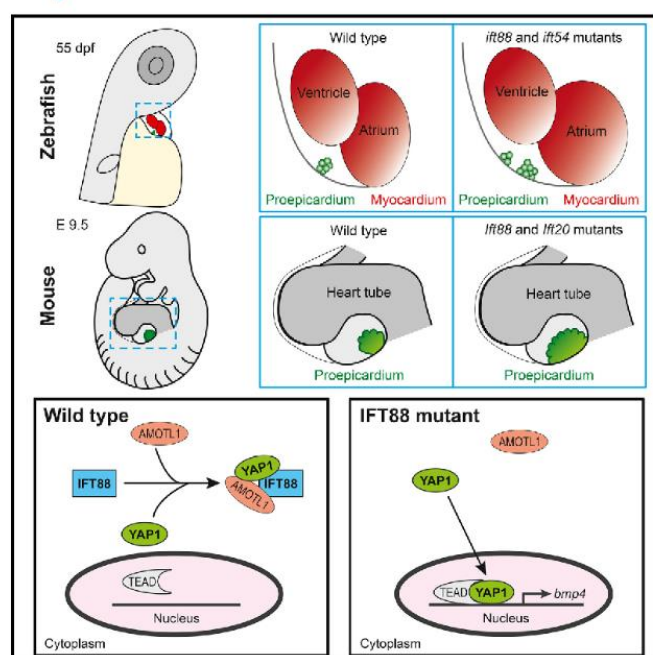 Zebrafish
55 dpf
Wild type
Ventricle
Atrium
Proepicardium Myocardium
ift88 and ift54 mutants
Ventricle
Atrium
Proepicardium Myocardium
Mouse
E 9.5
Wild type
Heart tube
Proepicardium
Ift88 and Ift20 mutants
Heart tube
Proepicardium
Wild type
AMOTL1
IFT88
YAP1
YAP1
IFT88
AMOTL1
TEAD
Nucleus
Cytoplasm
IFT88 mutant
AMOTL1
YAP1
TEAD YAP1
bmp4
Nucleus
Cytoplasm